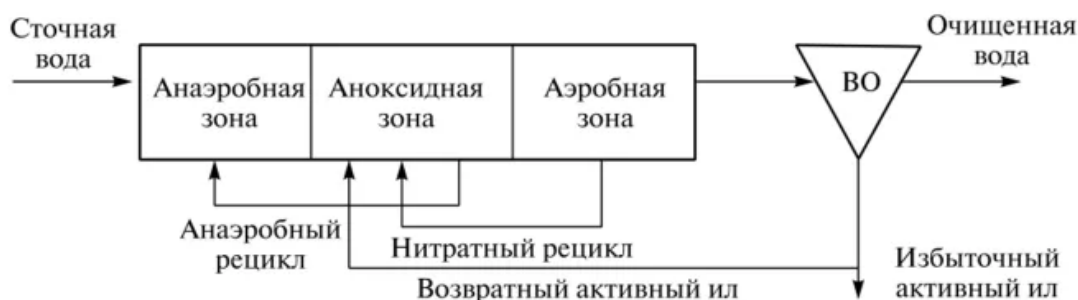 Сточная
вода
Очищенная
вода
Анаэробная
зона
Аноксидная
зона
Аэробная
зона
ВО
Анаэробный
рецикл
Нитратный рецикл
Возвратный активный ил
Избыточный
активный ил